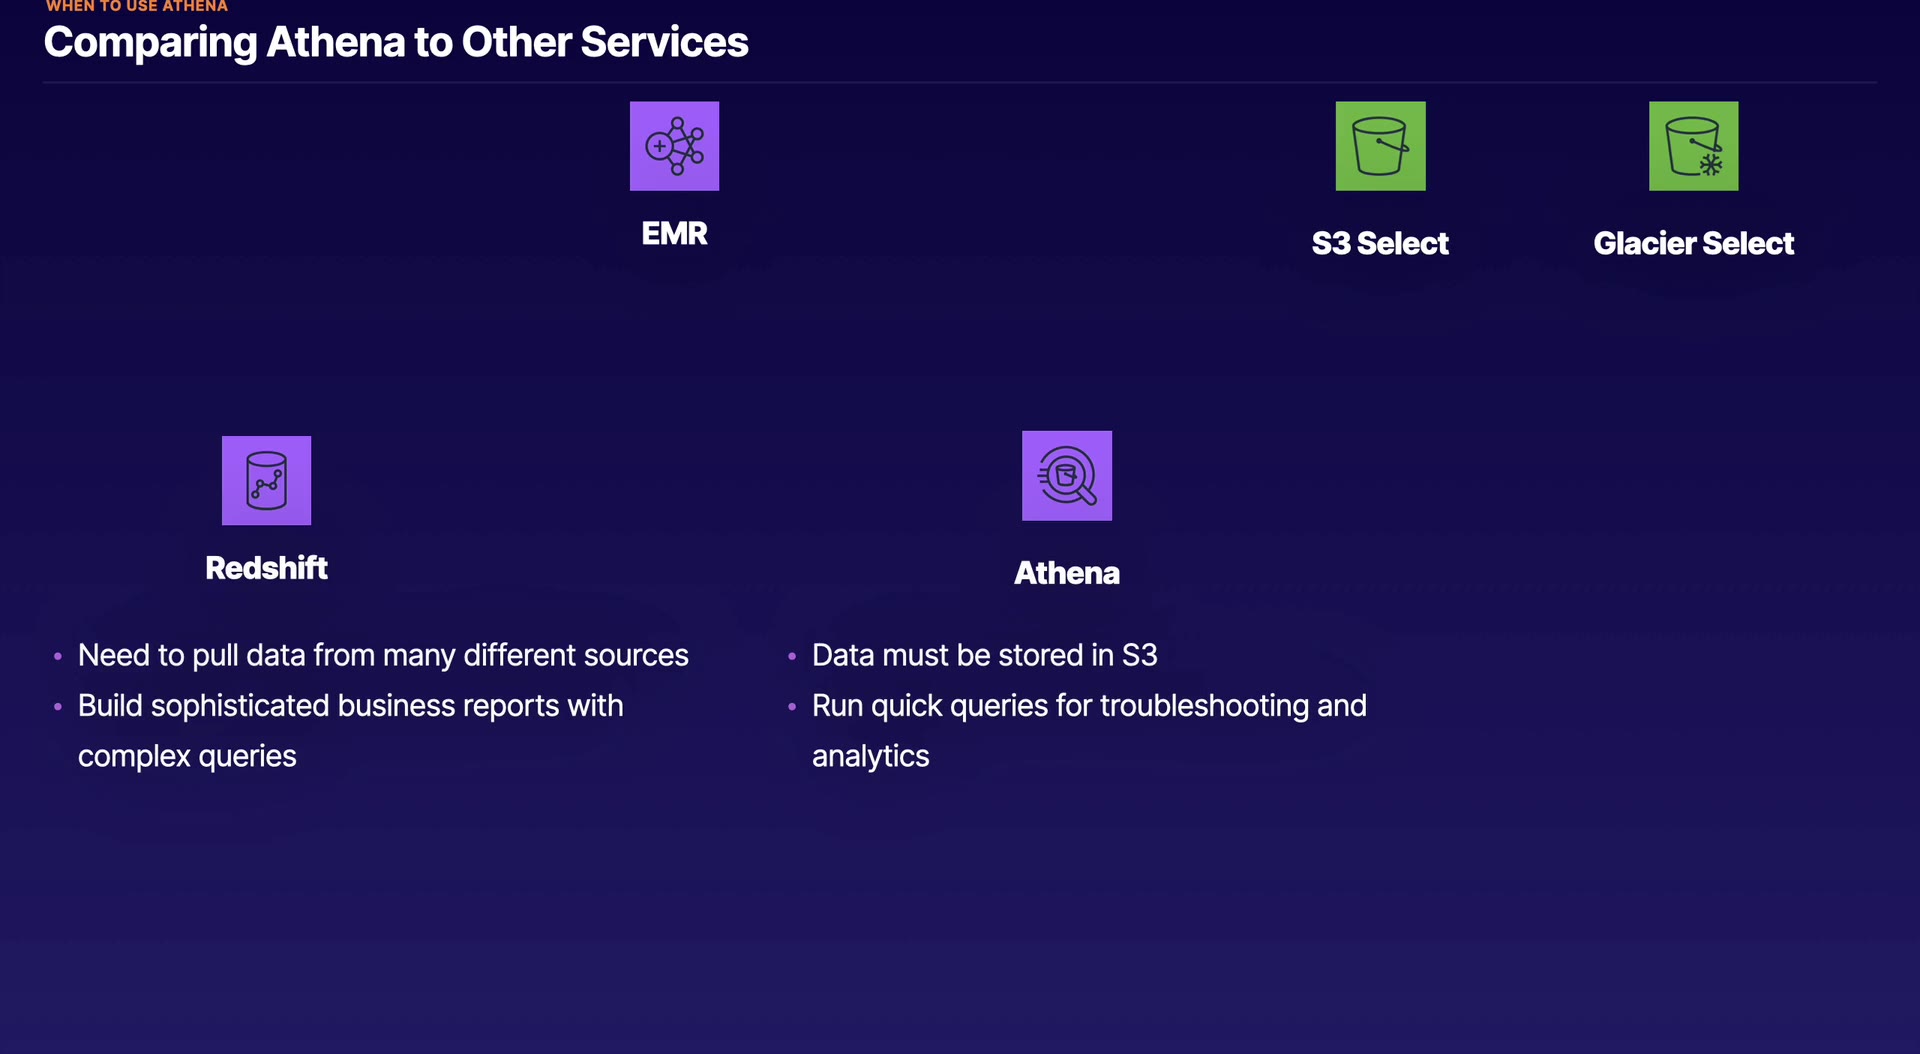 WHEN TO USE ATHENA
Comparing Athena to Other Services
EMR
S3 Select
Glacier Select
Redshift
Athena
• Need to pull data from many different sources
• Build sophisticated business reports with
complex queries
• Data must be stored in S3
• Run quick queries for troubleshooting and
analytics